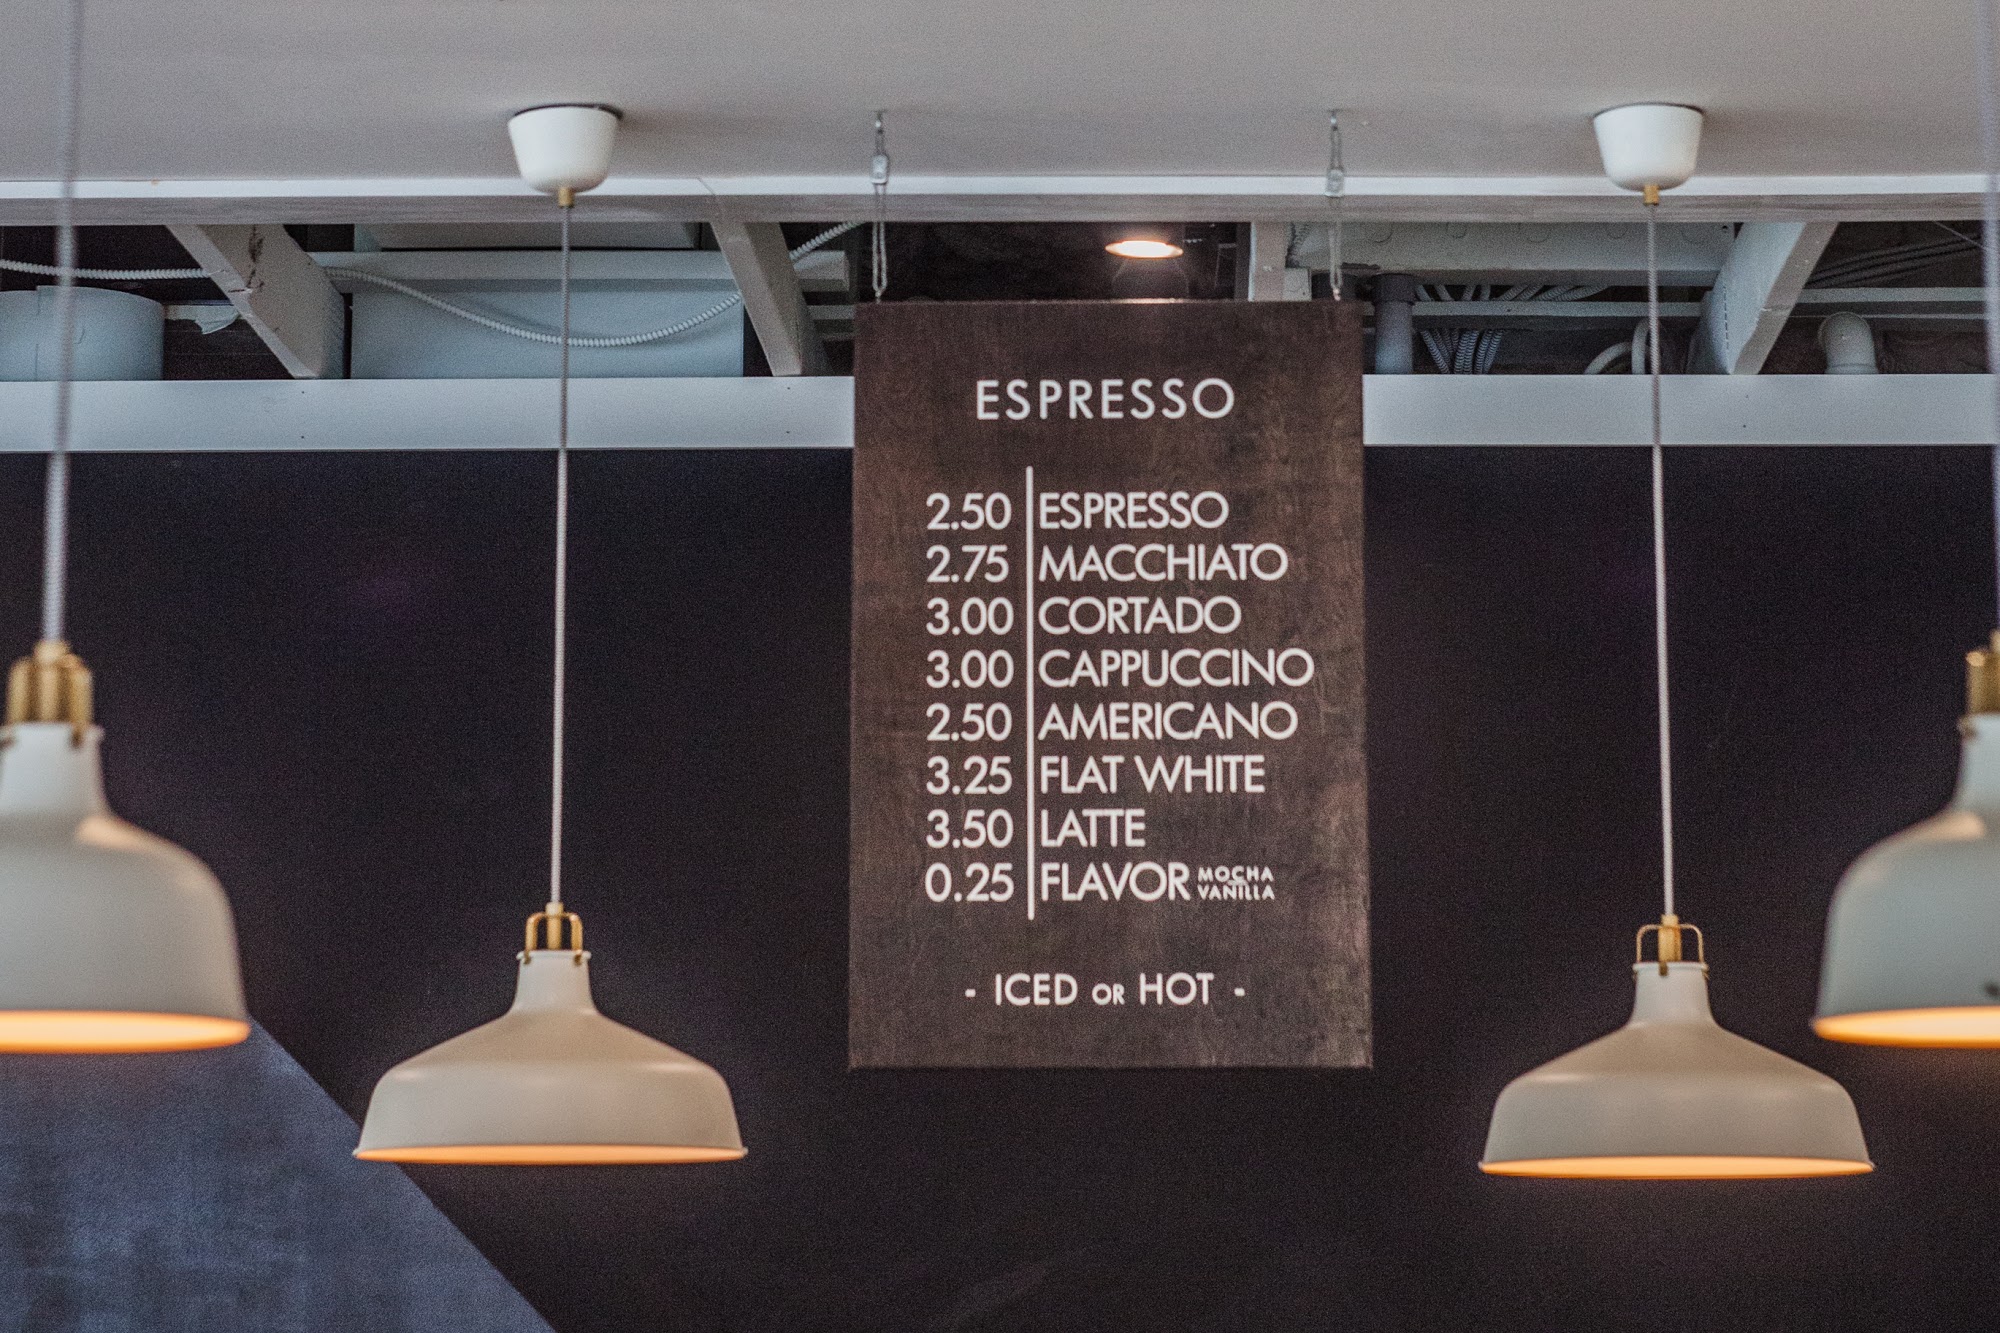 ESPRESSO
2.50 ESPRESSO
2.75 MACCHIATO
3.00 CORTADO
3.00 CAPPUCCINO
2.50 AMERICANO
3.25 FLAT WHITE
3.50 LATTE
0.25 FLAVOR MOCHA VANILLA
- ICED OR HOT -